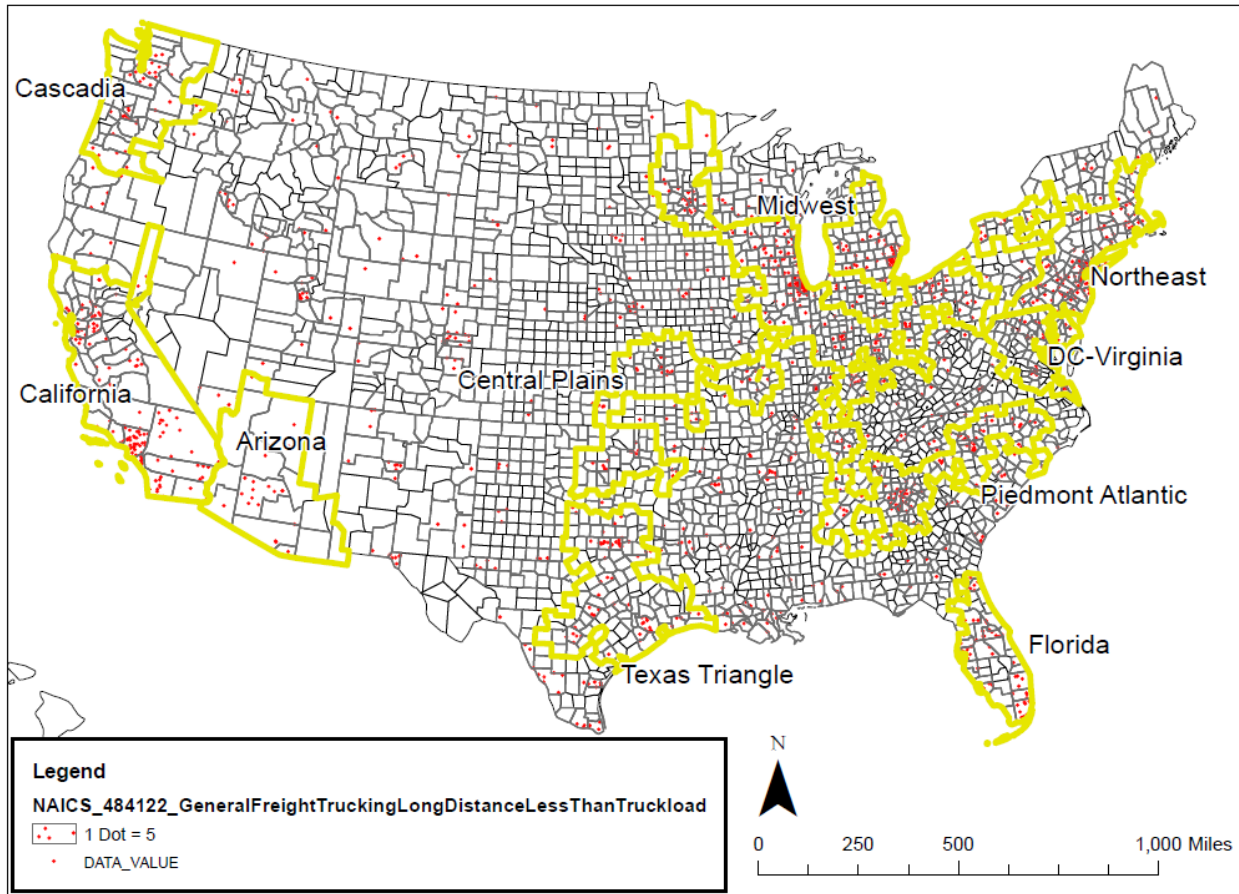 Cascadia
Midwest
Northeast
DC-Virginia
Central Plains
California
Arizona
Piedmont Atlantic
Florida
Texas Triangle
N
Legend
NAICS_484122_GeneralFreightTruckingLongDistanceLessThanTruckload
1 Dot = 5
DATA_VALUE
0 250 500 1,000 Miles